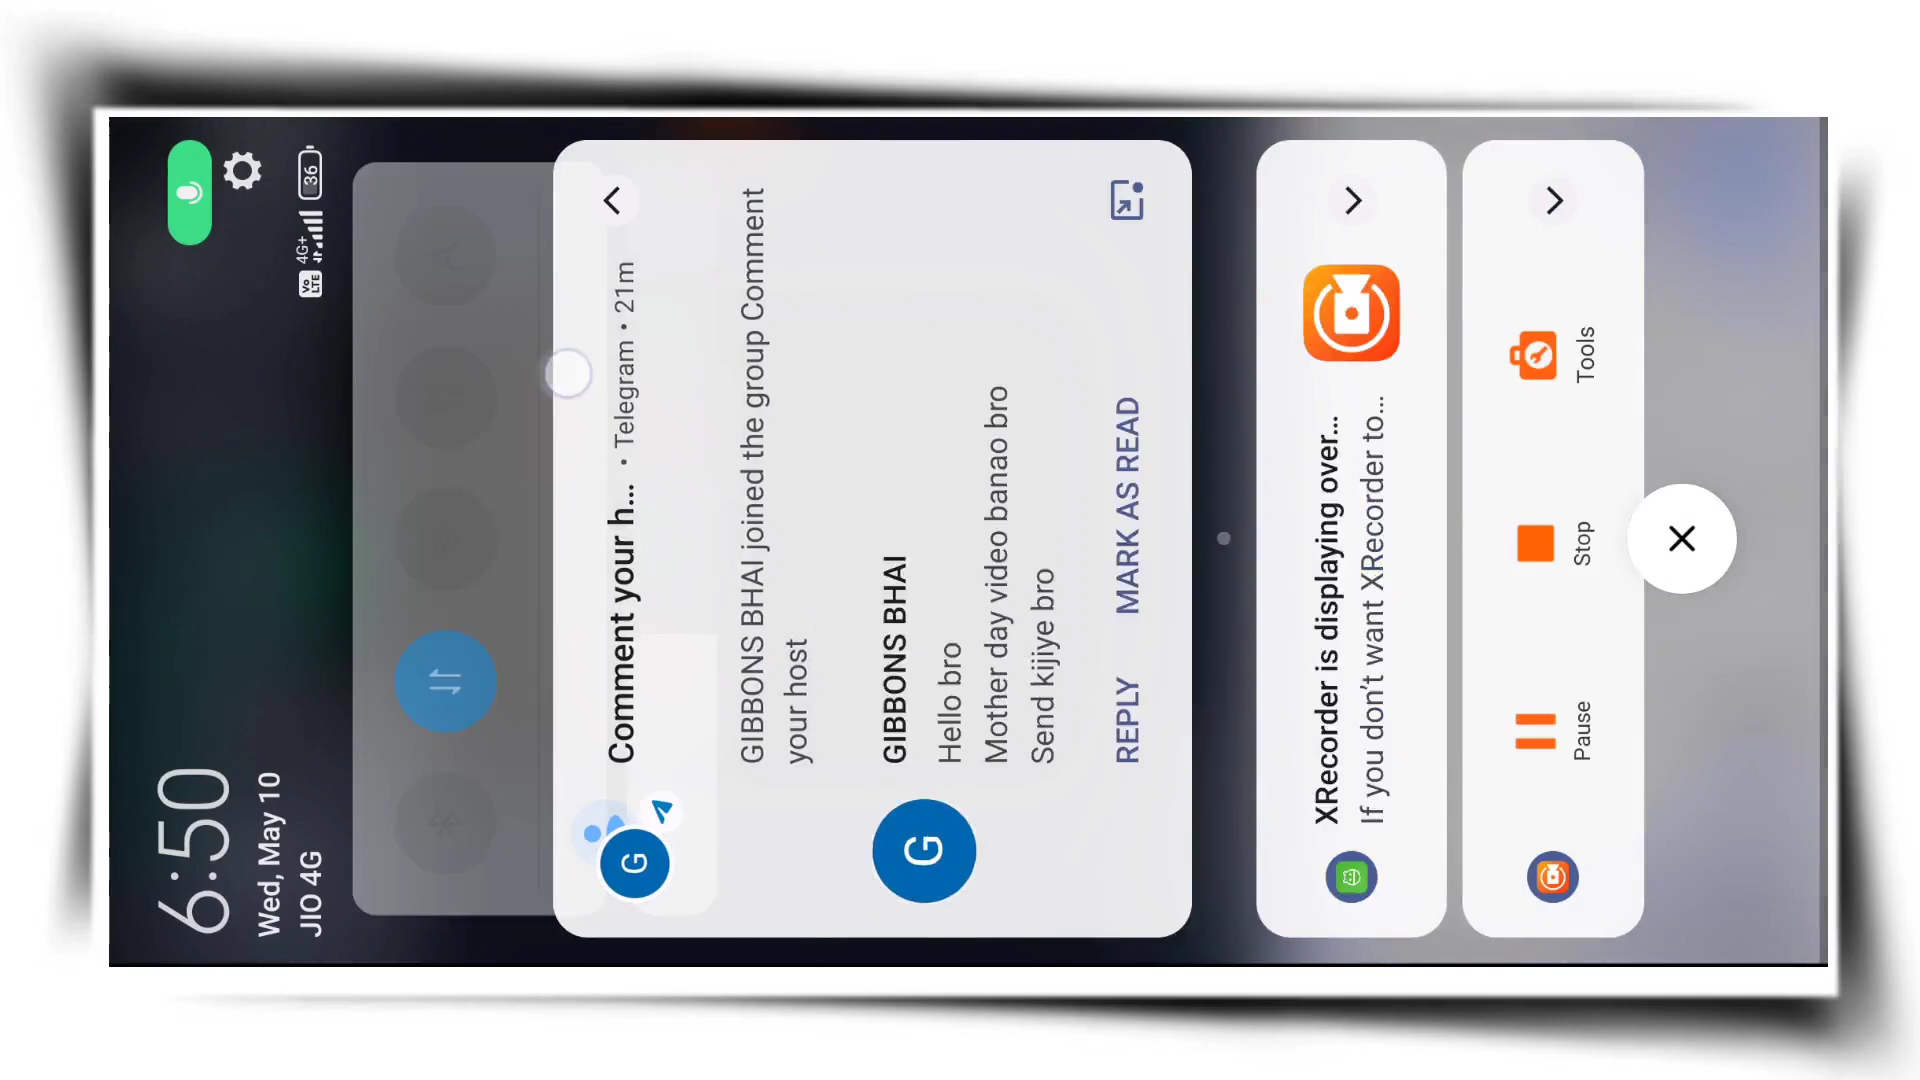 6:50
Wed, May 10
JIO 4G
Vo LTE
4G+
36
Comment your h... • Telegram • 21m
GIBBONS BHAI joined the group Comment
your host
G
G
GIBBONS BHAI
Hello bro
Mother day video banao bro
Send kijiye bro
REPLY MARK AS READ
XRecorder is displaying over...
If you don't want XRecorder to...
Pause Stop Tools